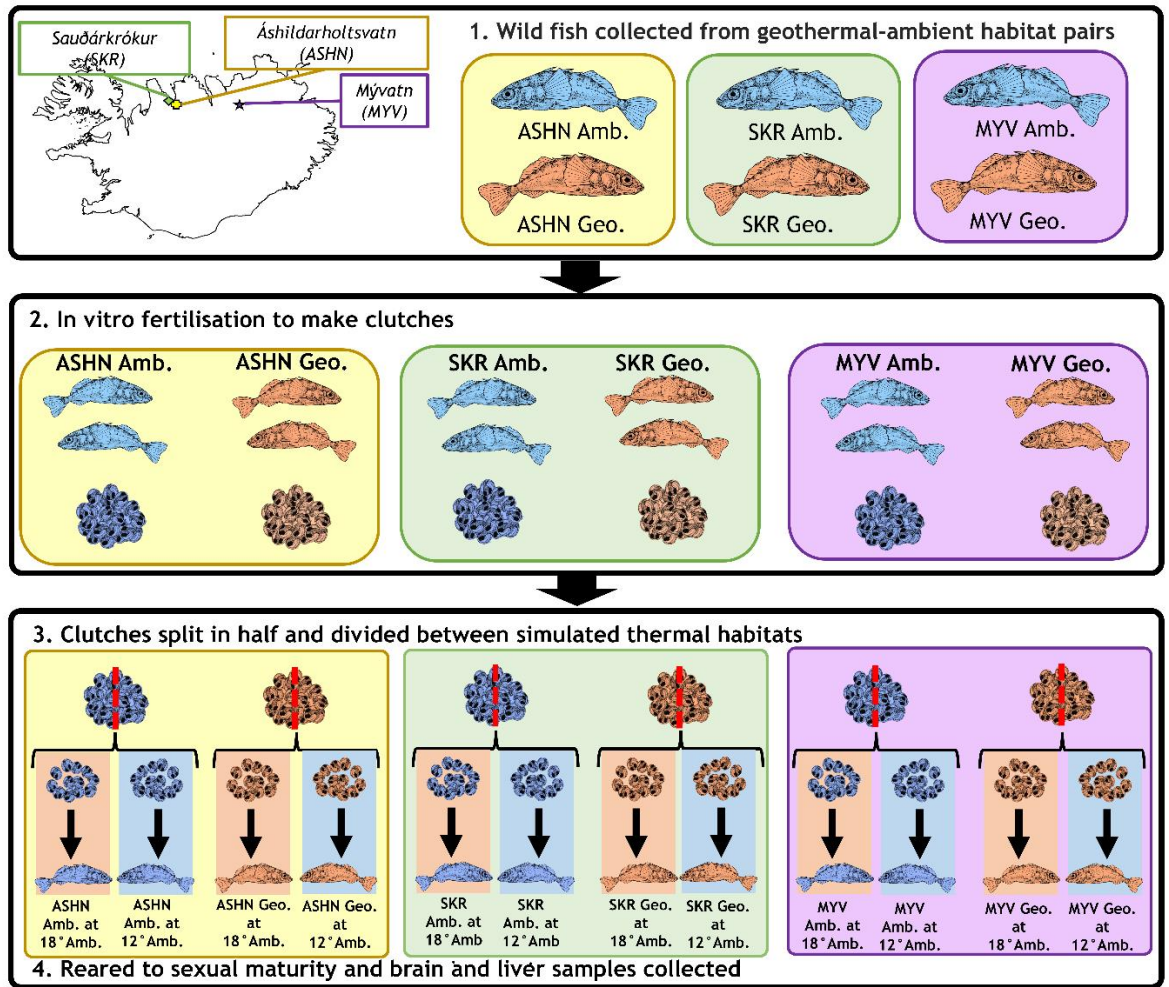 Sauðárkrókur
(SKR)
Áshildarholtsvatn
(ASHN)
Mývatn
(MYV)
1. Wild fish collected from geothermal-ambient habitat pairs
ASHN Amb.
SKR Amb.
MYV Amb.
ASHN Geo.
SKR Geo.
MYV Geo.
2. In vitro fertilisation to make clutches
ASHN Amb.
ASHN Geo.
SKR Amb.
SKR Geo.
MYV Amb.
MYV Geo.
3. Clutches split in half and divided between simulated thermal habitats
ASHN
Amb. at
18°Amb.
ASHN
Amb. at
12°Amb.
ASHN Geo.
at
18°Amb.
ASHN Geo.
at
12°Amb.
SKR
Amb. at
18°Amb
SKR
Amb. at
12°Amb
SKR Geo.
at
18°Amb.
SKR Geo.
at
12°Amb.
MYV
Amb. at
18°Amb.
MYV
Amb. at
12°Amb.
MYV Geo.
at
18°Amb.
MYV Geo.
at
12°Amb.
4. Reared to sexual maturity and brain and liver samples collected